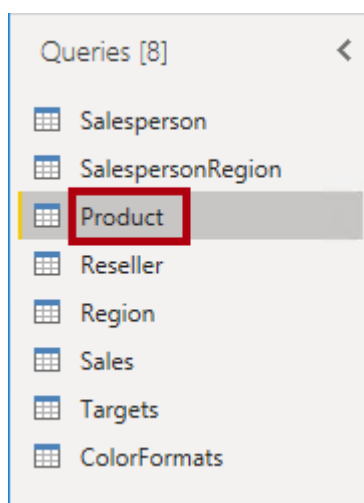 Queries [8]
Salesperson
SalespersonRegion
Product
Reseller
Region
Sales
Targets
ColorFormats